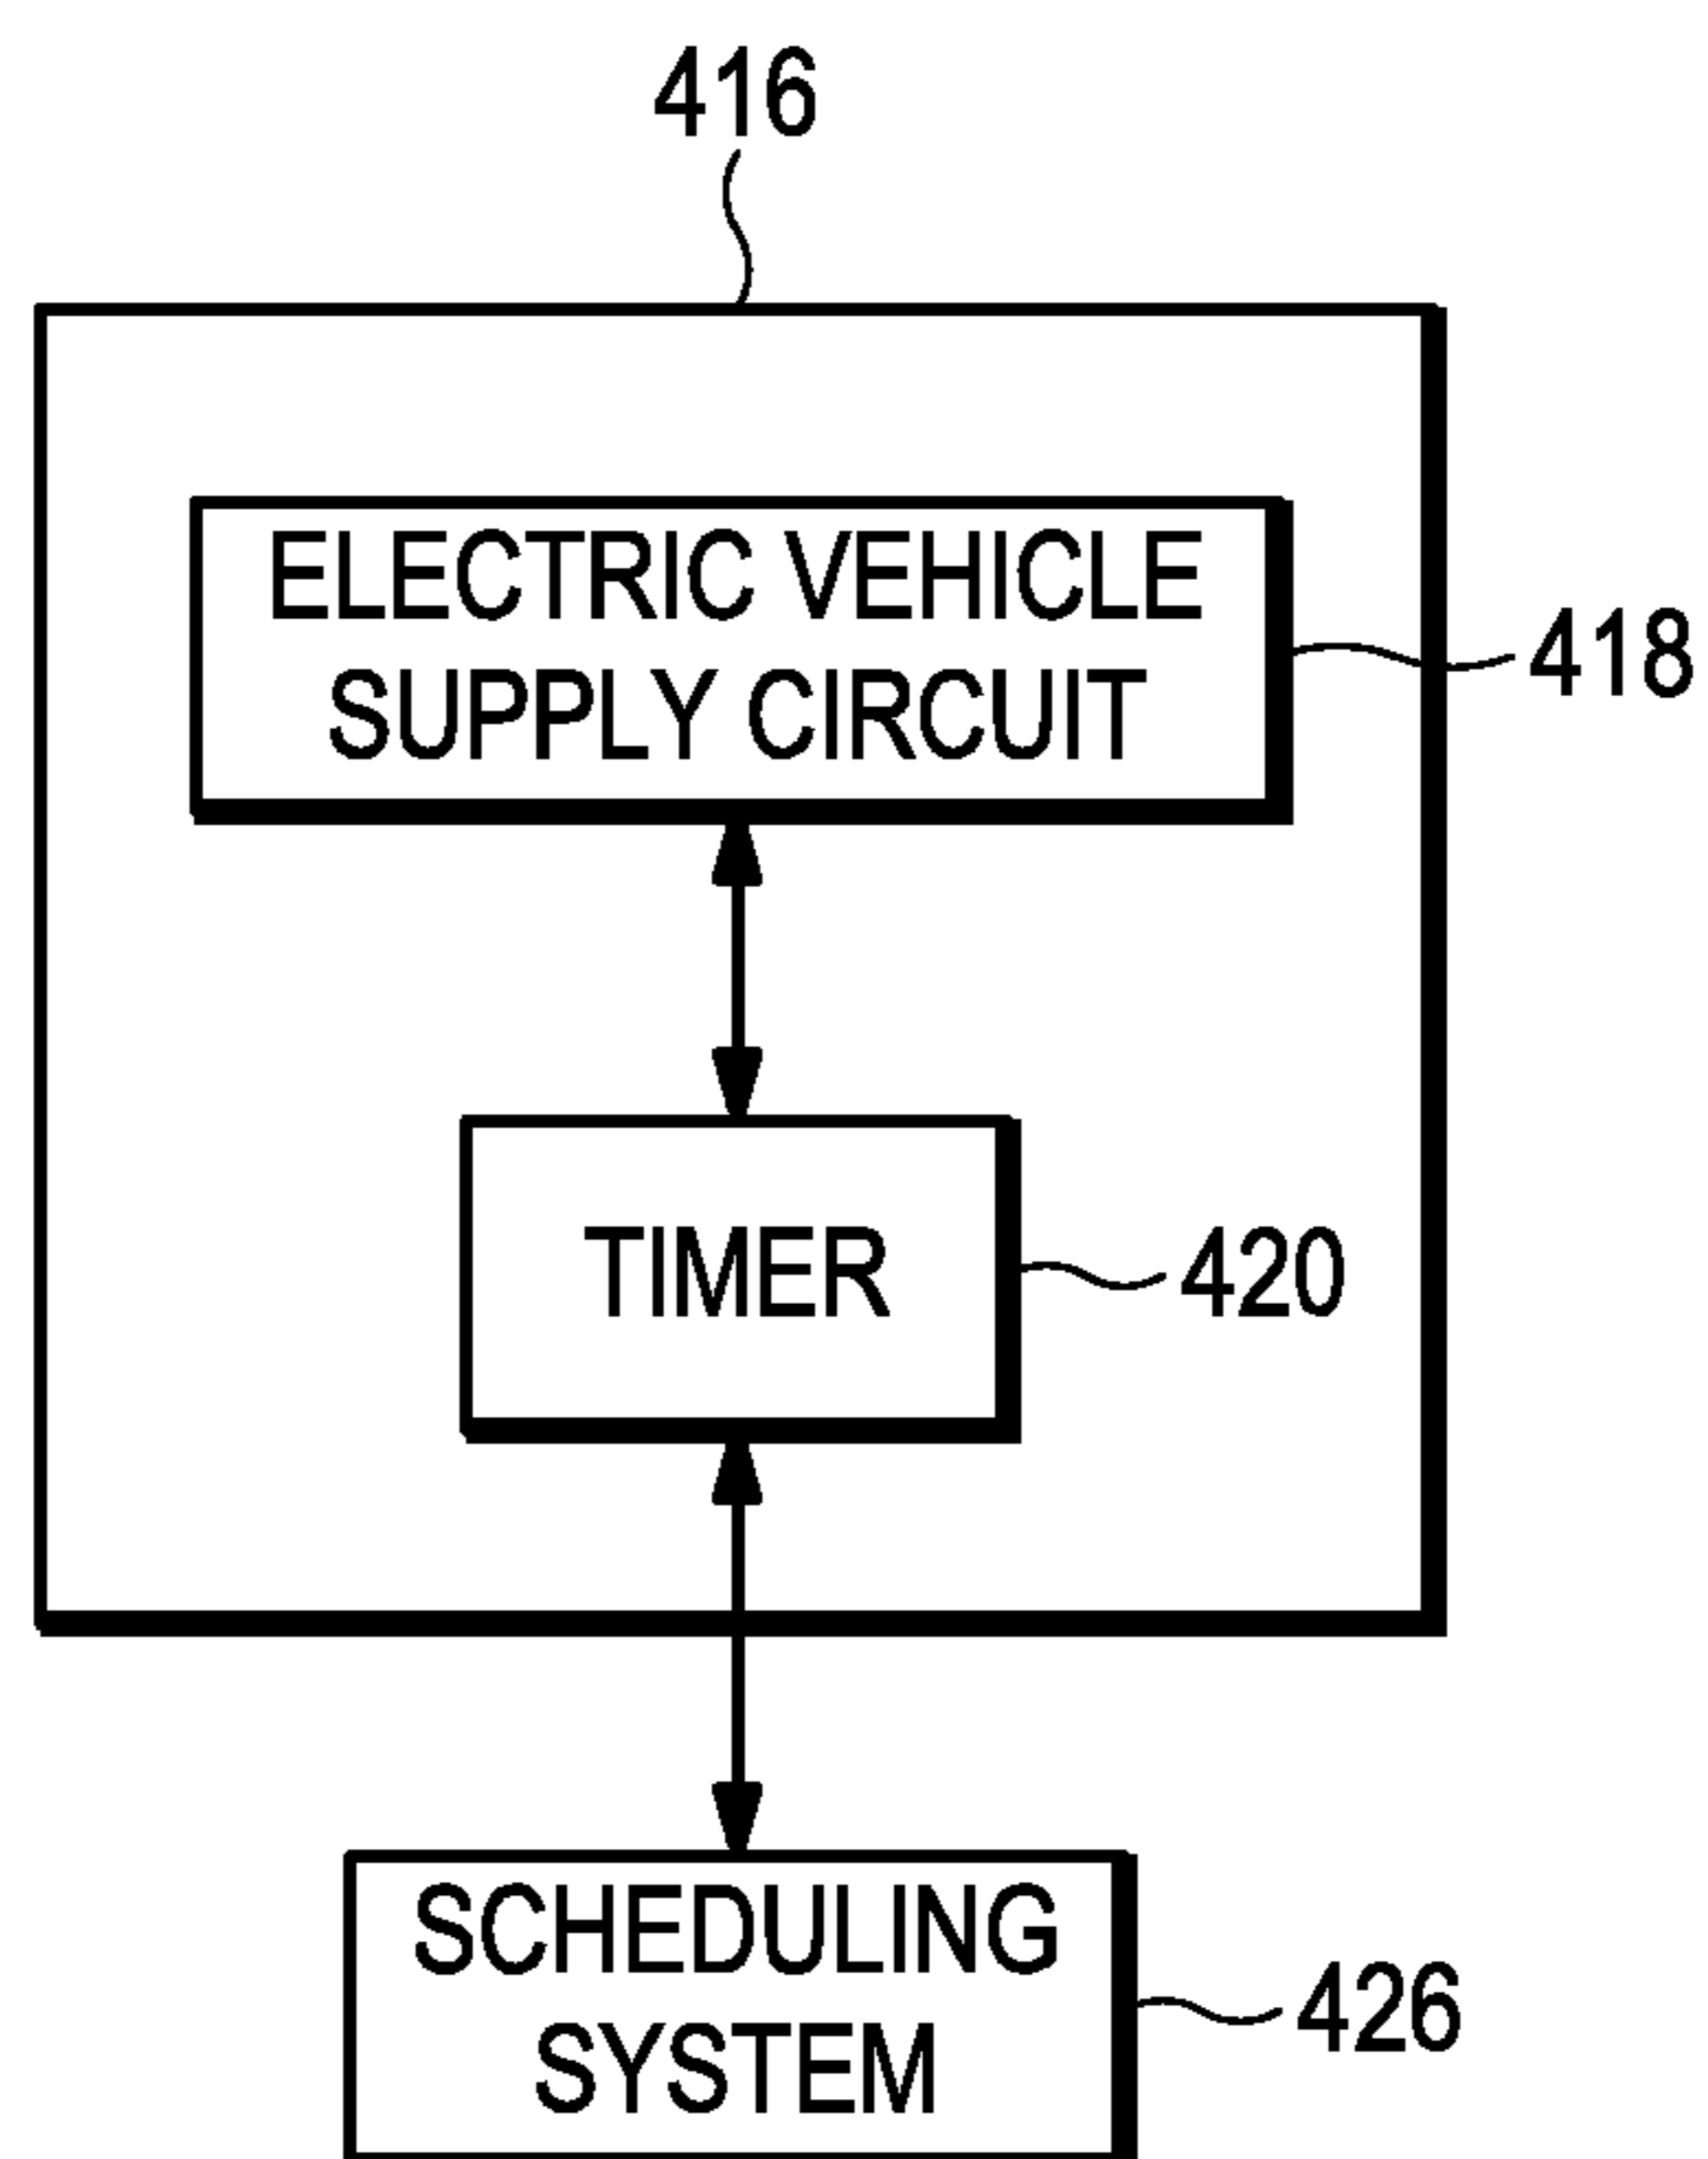 416
ELECTRIC VEHICLE
SUPPLY CIRCUIT
418
TIMER
420
SCHEDULING
SYSTEM
426